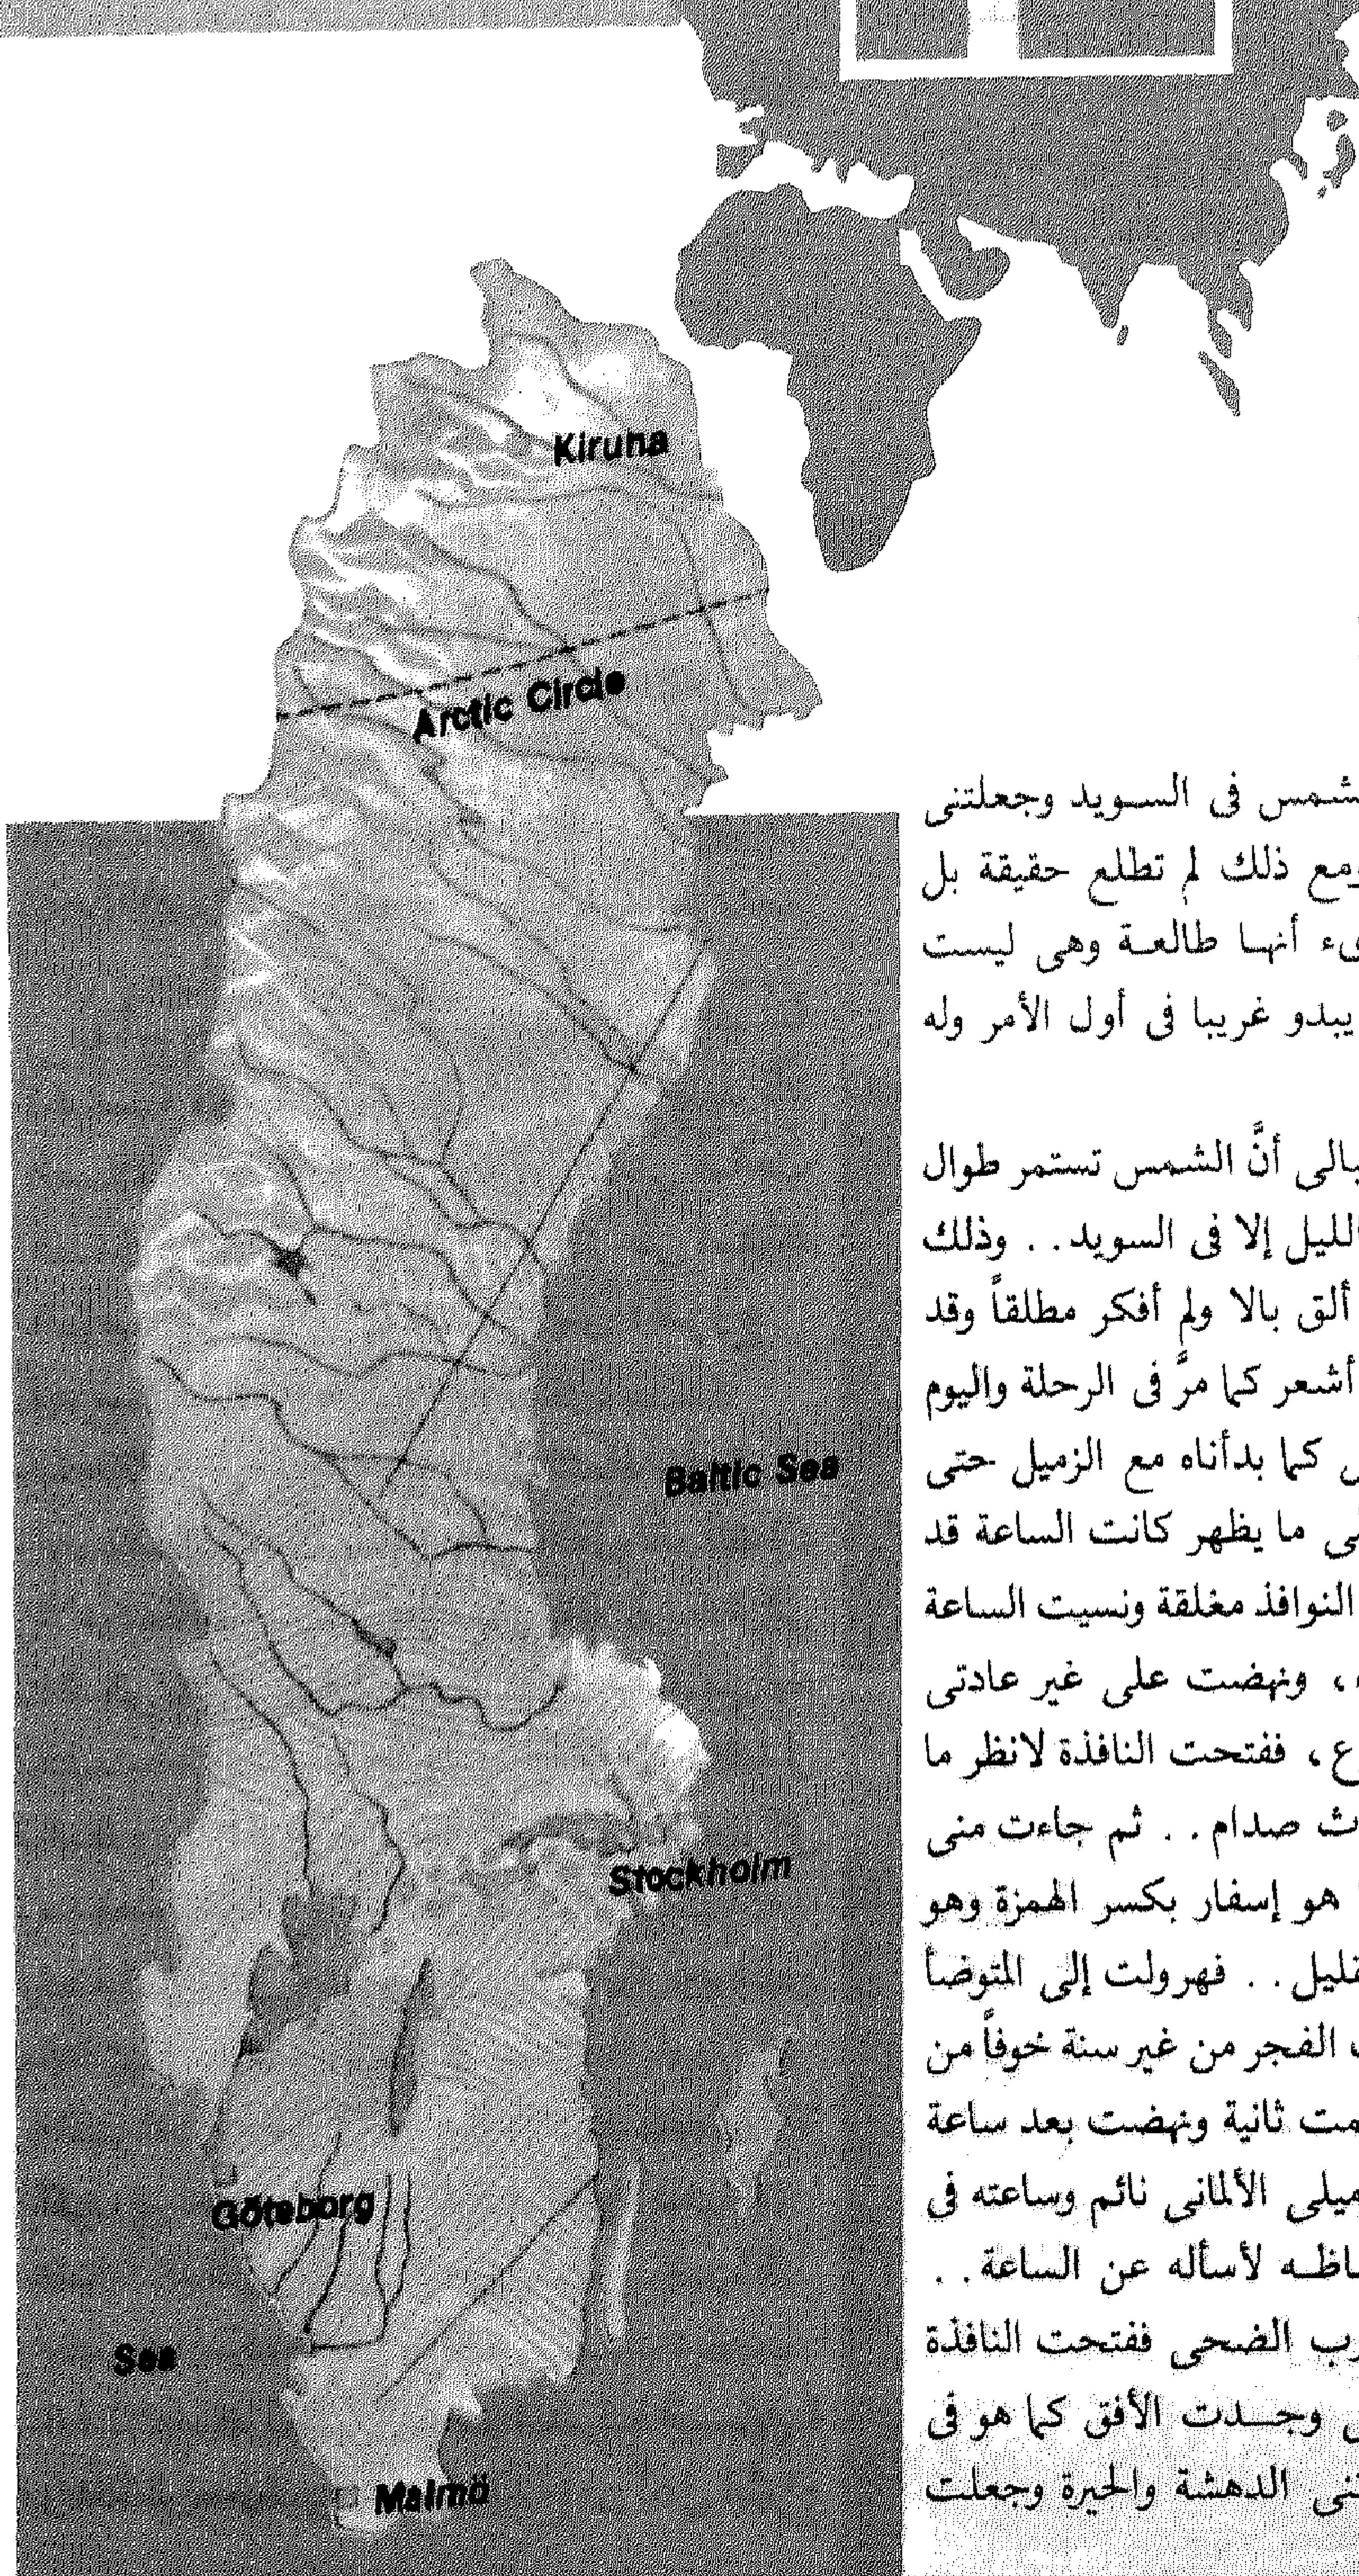 Kiruna
Arctic Circle
Baltic Sea
Stockholm
Göteborg
Sea
Malmö
شمس فى السويد وجعلتنى
ومع ذلك لم تطلع حقيقة بل
أنها طالعة وهى ليست
يبدو غريبا فى أول الأمر وله
بالى أنَّ الشمس تستمر طوال
الليل إلا فى السويد . . وذلك
ألق بالا ولم أفكر مطلقاً وقد
أشعر كما مرَّ فى الرحلة واليوم
كما بدأناه مع الزميل حتى
ما يظهر كانت الساعة قد
النوافذ مغلقة ونسيت الساعة
، ونهضت على غير عادتى
ع ، ففتحت النافذة لانظر ما
ث صدام . . ثم جاءت منى
هو إسفار بكسر الهمزة وهو
قليل . . فهرولت إلى المتوضأ
الفجر من غير سنة خوفاً من
مت ثانية ونهضت بعد ساعة
ميلى الألمانى نائم وساعته فى
اظه لأسأله عن الساعة . .
رب الضحى ففتحت النافذة
وجدت الأفق كما هو فى
تنى الدهشة والحيرة وجعلت